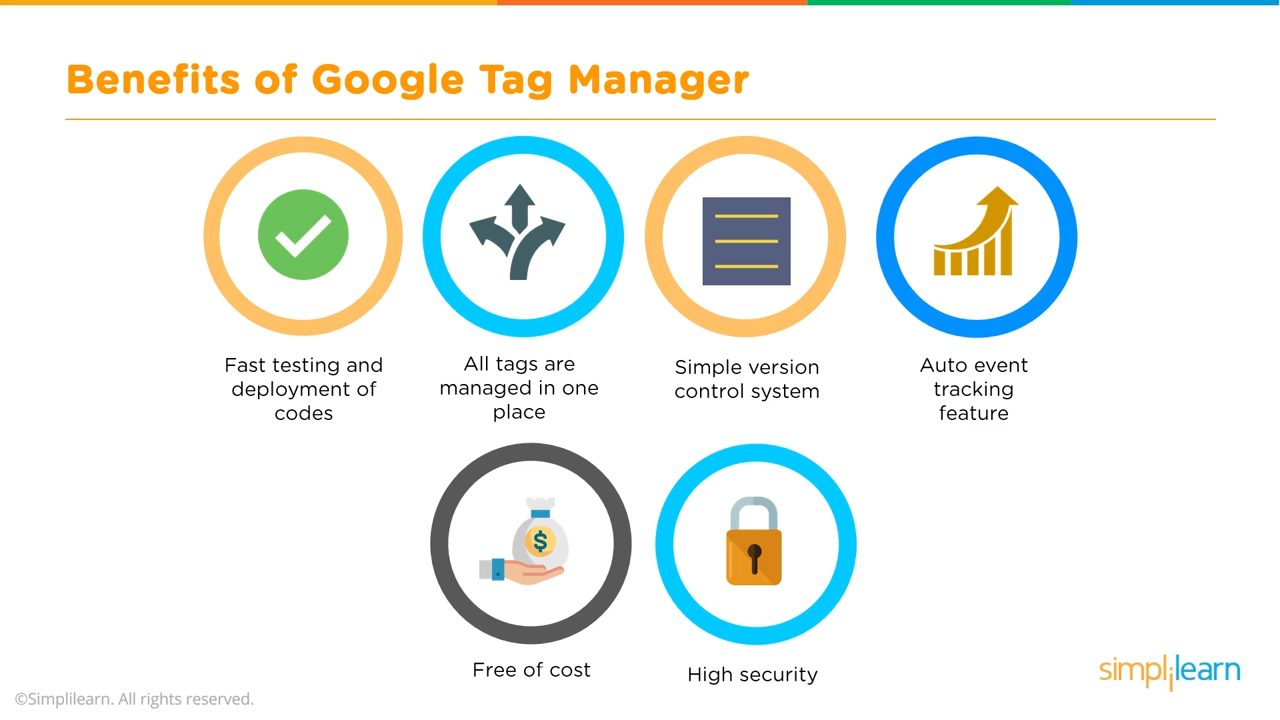 Benefits of Google Tag Manager
Fast testing and
deployment of
codes
All tags are
managed in one
place
Simple version
control system
Auto event
tracking
feature
$
Free of cost
High security
simplilearn
©Simplilearn. All rights reserved.